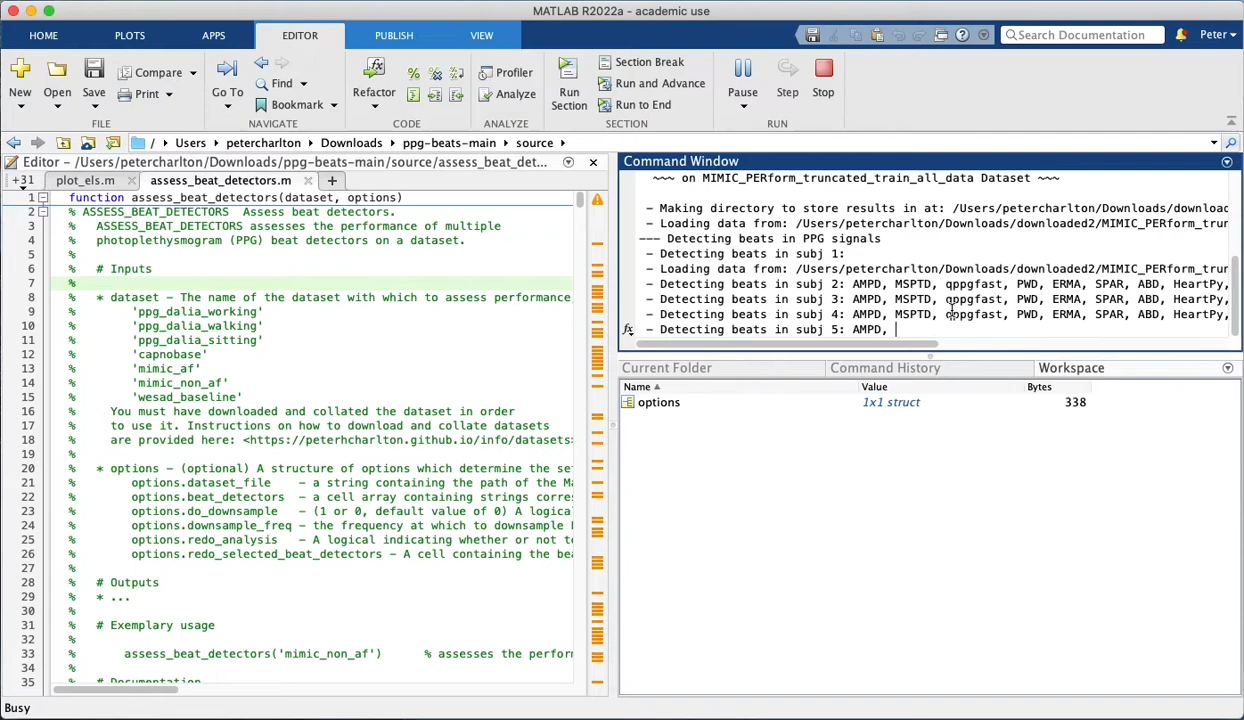 MATLAB R2022a - academic use
HOME PLOTS APPS EDITOR PUBLISH VIEW Search Documentation Peter
New Open Save Compare Print Go To Find Bookmark Refactor Profiler Analyze Run Section Section Break Run and Advance Run to End Pause Step Stop
FILE NAVIGATE CODE ANALYZE SECTION RUN
/ Users petercharlton Downloads ppg-beats-main source
Editor - /Users/petercharlton/Downloads/ppg-beats-main/source/assess_beat_det...
+31 plot_els.m assess_beat_detectors.m
1 function assess_beat_detectors(dataset, options)
2 % ASSESS_BEAT_DETECTORS Assess beat detectors.
3 % ASSESS_BEAT_DETECTORS assesses the performance of multiple
4 % photoplethysmogram (PPG) beat detectors on a dataset.
5 %
6 % # Inputs
7 %
8 % * dataset - The name of the dataset with which to assess performance,
9 % 'ppg_dalia_working'
10 % 'ppg_dalia_walking'
11 % 'ppg_dalia_sitting'
12 % 'capnobase'
13 % 'mimic_af'
14 % 'mimic_non_af'
15 % 'wesad_baseline'
16 % You must have downloaded and collated the dataset in order
17 % to use it. Instructions on how to download and collate datasets
18 % are provided here: <https://peterhcharlton.github.io/info/datasets>
19 %
20 % * options - (optional) A structure of options which determine the se
21 % options.dataset_file - a string containing the path of the Ma
22 % options.beat_detectors - a cell array containing strings corres
23 % options.do_downsample - (1 or 0, default value of 0) A logical
24 % options.downsample_freq - the frequency at which to downsample
25 % options.redo_analysis - A logical indicating whether or not to
26 % options.redo_selected_beat_detectors - A cell containing the bea
27 %
28 % # Outputs
29 % * ...
30 %
31 % # Exemplary usage
32 %
33 % assess_beat_detectors('mimic_non_af') % assesses the perform
34 %
35 % # Documentation
Busy
Command Window
~~~ on MIMIC_PERform_truncated_train_all_data Dataset ~~~
- Making directory to store results in at: /Users/petercharlton/Downloads/download
- Loading data from: /Users/petercharlton/Downloads/downloaded2/MIMIC_PERform_trun
--- Detecting beats in PPG signals
- Detecting beats in subj 1:
- Loading data from: /Users/petercharlton/Downloads/downloaded2/MIMIC_PERform_trun
- Detecting beats in subj 2: AMPD, MSPTD, qppgfast, PWD, ERMA, SPAR, ABD, HeartPy,
- Detecting beats in subj 3: AMPD, MSPTD, qppgfast, PWD, ERMA, SPAR, ABD, HeartPy,
- Detecting beats in subj 4: AMPD, MSPTD, qppgfast, PWD, ERMA, SPAR, ABD, HeartPy,
fx - Detecting beats in subj 5: AMPD,
Current Folder Command History Workspace
Name Value Bytes
options 1x1 struct 338